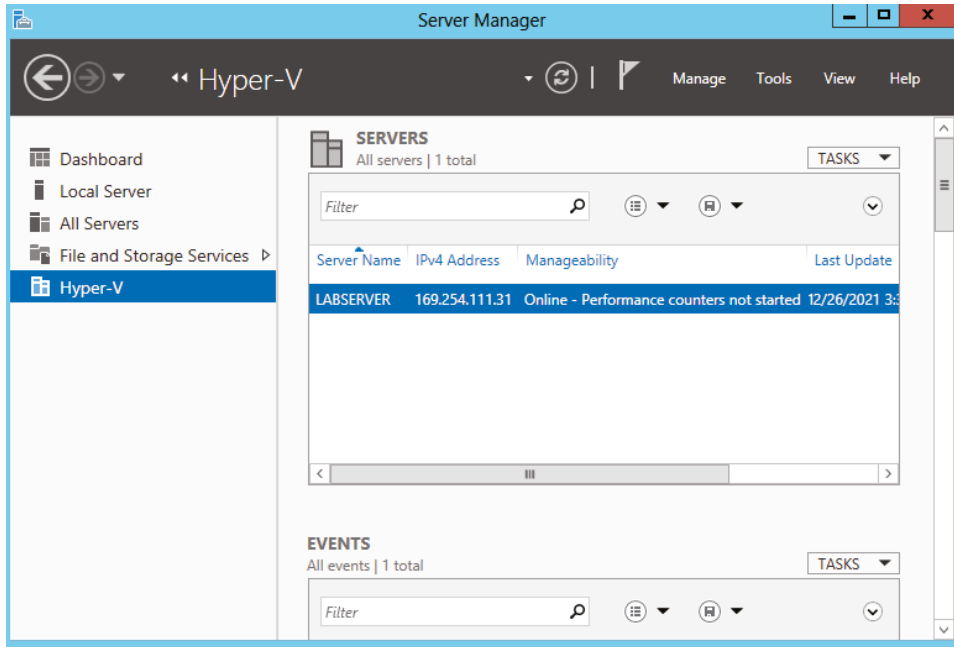 Server Manager
Hyper-V
Manage Tools View Help
Dashboard
Local Server
All Servers
File and Storage Services
Hyper-V
SERVERS
All servers | 1 total
TASKS
Filter
Server Name IPv4 Address Manageability Last Update
LABSERVER 169.254.111.31 Online - Performance counters not started 12/26/2021 3:3
EVENTS
All events | 1 total
TASKS
Filter